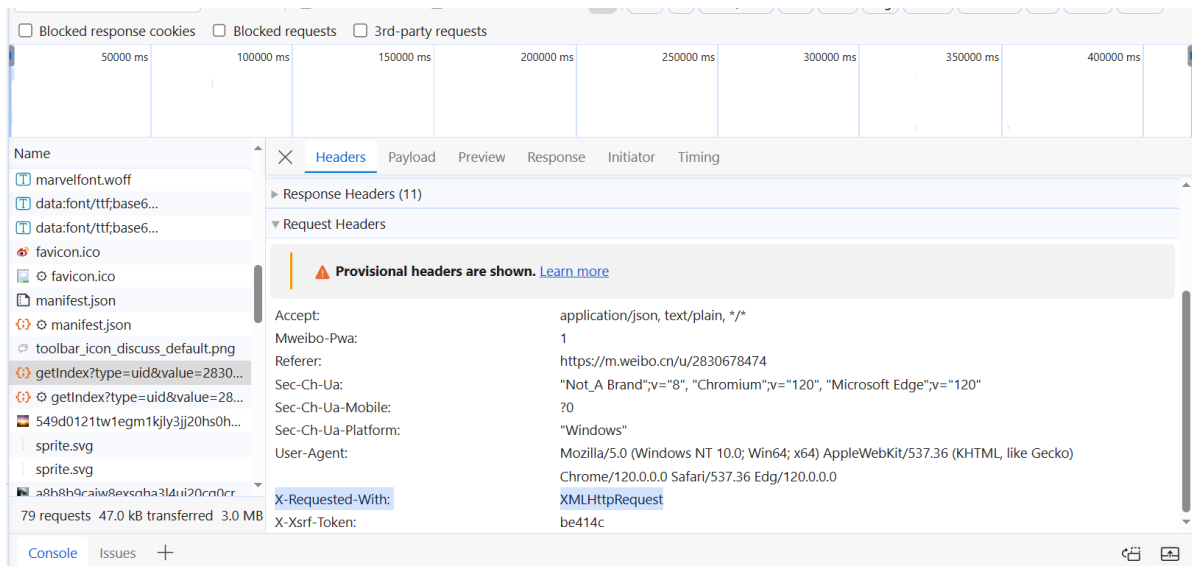 Blocked response cookies Blocked requests 3rd-party requests
50000 ms 100000 ms 150000 ms 200000 ms 250000 ms 300000 ms 350000 ms 400000 ms
Name
marvelfont.woff
data:font/ttf;base6...
data:font/ttf;base6...
favicon.ico
favicon.ico
manifest.json
manifest.json
toolbar_icon_discuss_default.png
getIndex?type=uid&value=2830...
getIndex?type=uid&value=28...
549d0121tw1egm1kjly3jj20hs0h...
sprite.svg
sprite.svg
79 requests 47.0 kB transferred 3.0 MB
Headers Payload Preview Response Initiator Timing
Response Headers (11)
Request Headers
Provisional headers are shown. Learn more
Accept: application/json, text/plain, */*
Mweibo-Pwa: 1
Referer: https://m.weibo.cn/u/2830678474
Sec-Ch-Ua: "Not_A Brand";v="8", "Chromium";v="120", "Microsoft Edge";v="120"
Sec-Ch-Ua-Mobile: ?0
Sec-Ch-Ua-Platform: "Windows"
User-Agent: Mozilla/5.0 (Windows NT 10.0; Win64; x64) AppleWebKit/537.36 (KHTML, like Gecko)
Chrome/120.0.0.0 Safari/537.36 Edg/120.0.0.0
X-Requested-With: XMLHttpRequest
X-Xsrf-Token: be414c
Console Issues